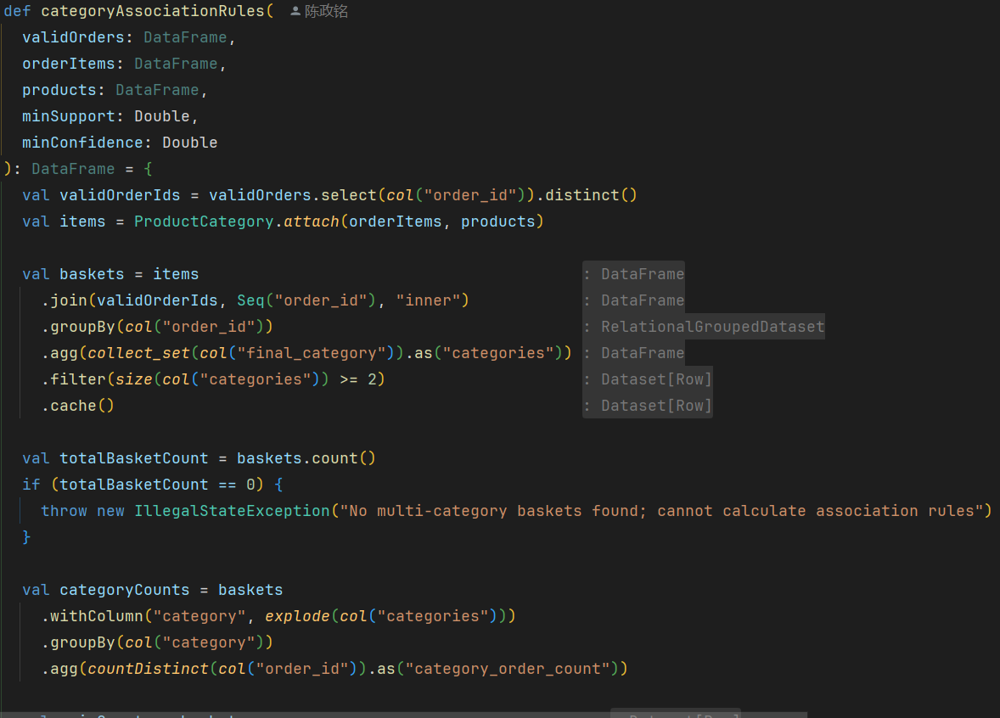 def categoryAssociationRules( 陈政铭
validOrders: DataFrame,
orderItems: DataFrame,
products: DataFrame,
minSupport: Double,
minConfidence: Double
): DataFrame = {
val validOrderIds = validOrders.select(col("order_id")).distinct()
val items = ProductCategory.attach(orderItems, products)
val baskets = items : DataFrame
.join(validOrderIds, Seq("order_id"), "inner") : DataFrame
.groupBy(col("order_id")) : RelationalGroupedDataset
.agg(collect_set(col("final_category")).as("categories")) : DataFrame
.filter(size(col("categories")) >= 2) : Dataset[Row]
.cache() : Dataset[Row]
val totalBasketCount = baskets.count()
if (totalBasketCount == 0) {
throw new IllegalStateException("No multi-category baskets found; cannot calculate association rules")
}
val categoryCounts = baskets
.withColumn("category", explode(col("categories")))
.groupBy(col("category"))
.agg(countDistinct(col("order_id")).as("category_order_count"))